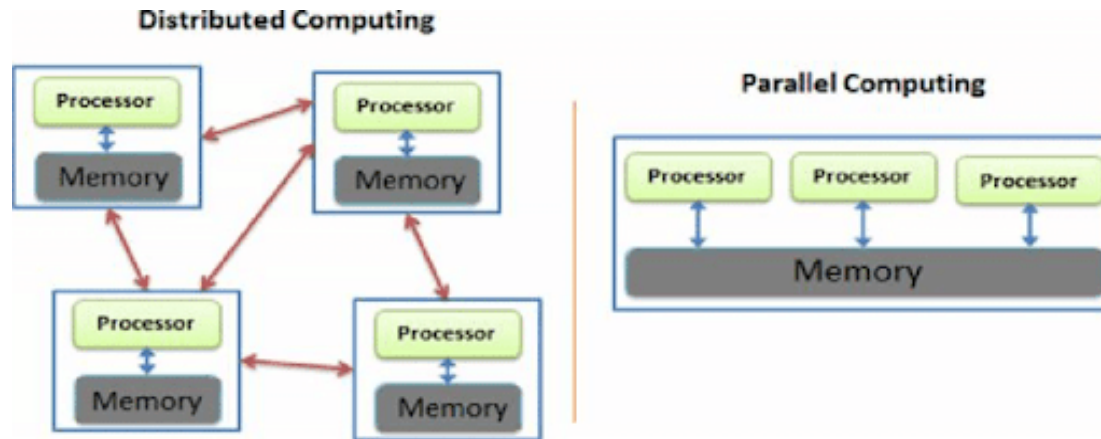 Distributed Computing
Processor
Memory
Processor
Memory
Processor
Memory
Processor
Memory
Parallel Computing
Processor
Processor
Processor
Memory